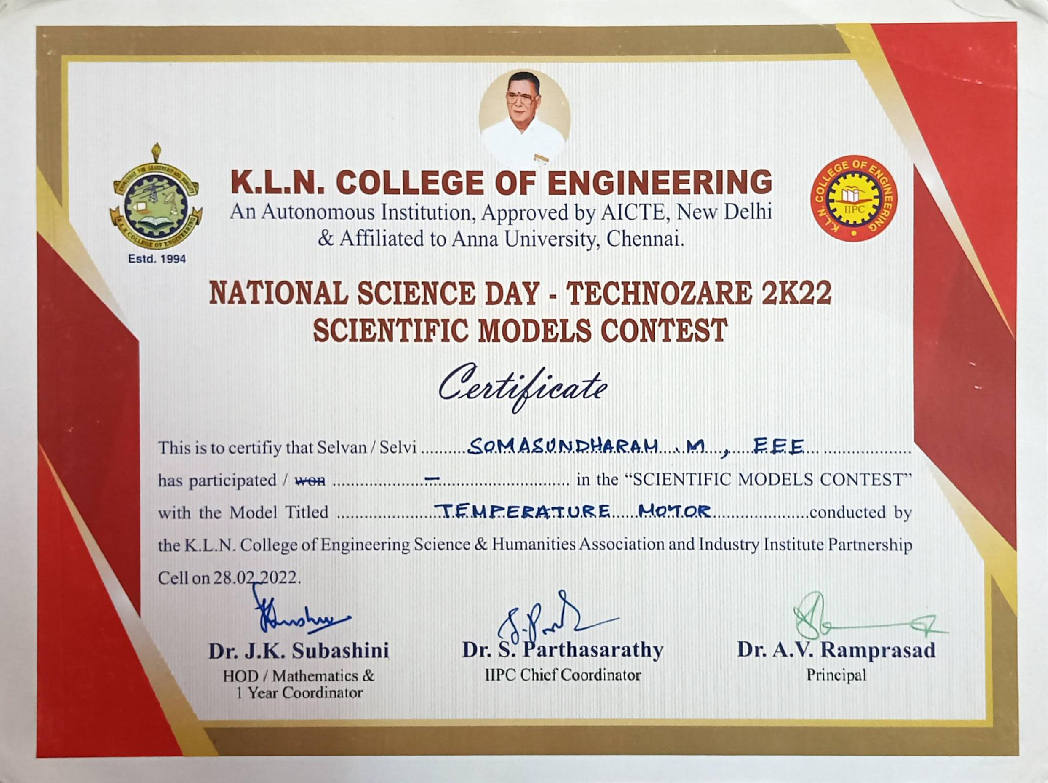 K.L.N. COLLEGE OF ENGINEERING
An Autonomous Institution, Approved by AICTE, New Delhi
& Affiliated to Anna University, Chennai.
Estd. 1994
K.L.N. COLLEGE OF ENGINEERING
IIPC
NATIONAL SCIENCE DAY - TECHNOZARE 2K22
SCIENTIFIC MODELS CONTEST
Certificate
This is to certifiy that Selvan / Selvi ..........SOMASUNDHARAM .M., EEE....................
has participated / won ....................–............................. in the “SCIENTIFIC MODELS CONTEST”
with the Model Titled ....................TEMPERATURE MOTOR....................conducted by
the K.L.N. College of Engineering Science & Humanities Association and Industry Institute Partnership
Cell on 28.02.2022.
Dr. J.K. Subashini
HOD / Mathematics &
1 Year Coordinator
Dr. S. Parthasarathy
IIPC Chief Coordinator
Dr. A.V. Ramprasad
Principal